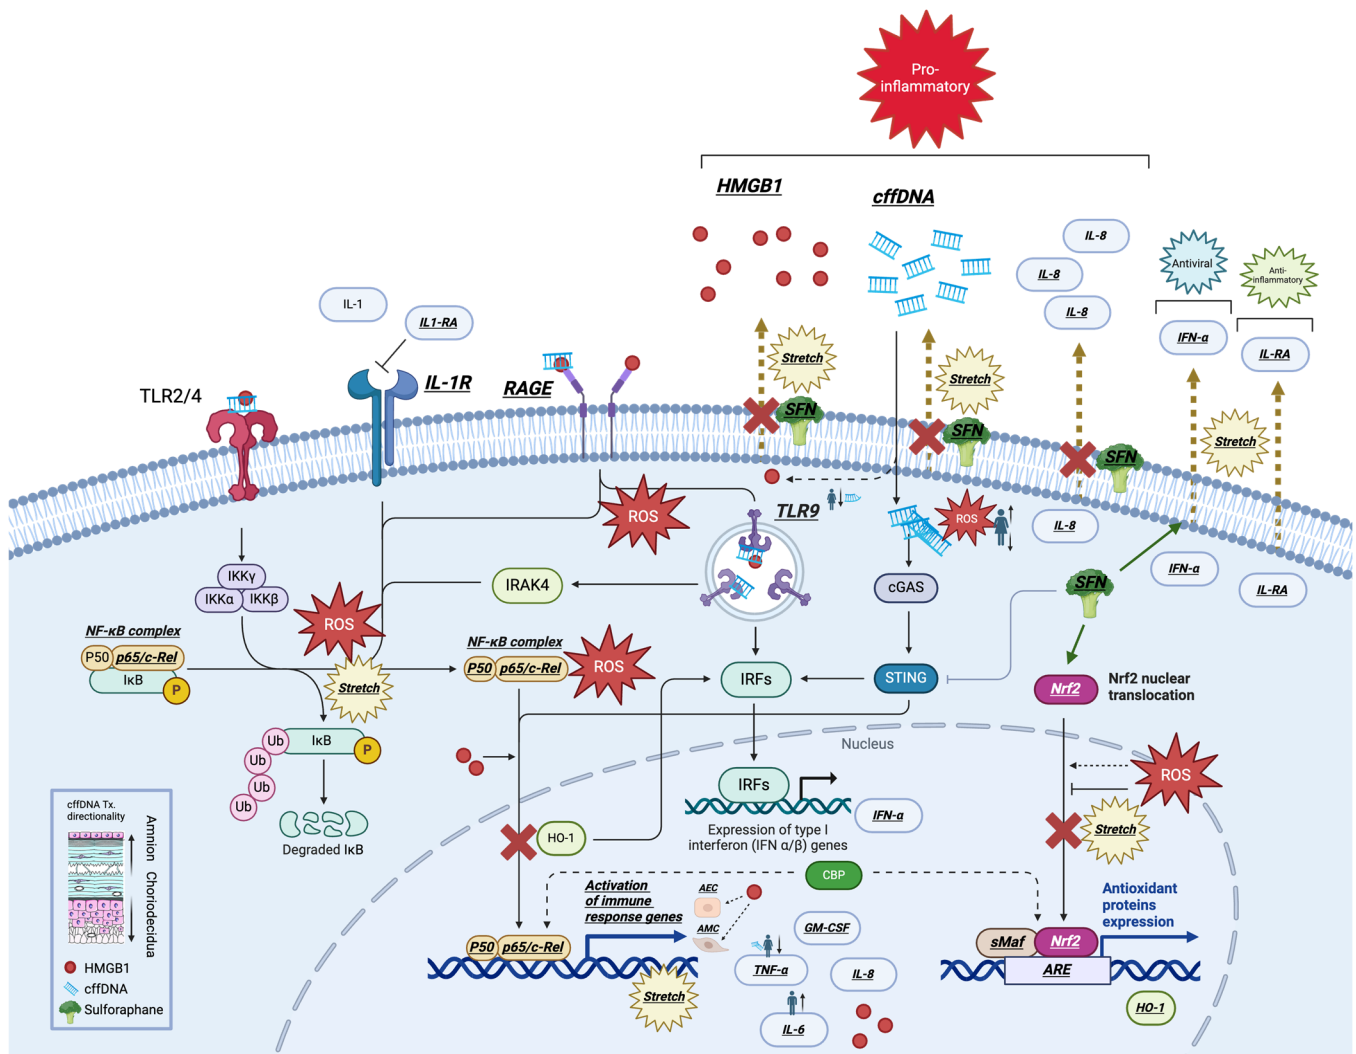 Pro-
inflammatory
HMGB1
cffDNA
IL-8
IL-8
IL-8
Antiviral
Anti-
inflammatory
IFN-α
IL-RA
IL-1
IL1-RA
TLR2/4
IL-1R
RAGE
Stretch
Stretch
Stretch
SFN
SFN
SFN
ROS
TLR9
ROS
IL-8
IFN-α
IL-RA
IKKγ
IKKα
IKKβ
IRAK4
cGAS
SFN
ROS
NF-κB complex
P50
p65/c-Rel
IκB
P
Stretch
NF-κB complex
P50
p65/c-Rel
ROS
IRFs
STING
Nrf2
Nrf2 nuclear
translocation
Ub
Ub
Ub
Ub
IκB
P
Degraded IκB
Nucleus
IRFs
Expression of type I
interferon (IFN α/β) genes
IFN-α
HO-1
ROS
Stretch
CBP
Activation
of immune
response genes
AEC
AMC
GM-CSF
TNF-α
IL-8
IL-6
P50
p65/c-Rel
Stretch
Antioxidant
proteins
expression
sMaf
Nrf2
ARE
HO-1
cffDNA Tx.
directionality
Amnion
Choriodecidua
HMGB1
cffDNA
Sulforaphane